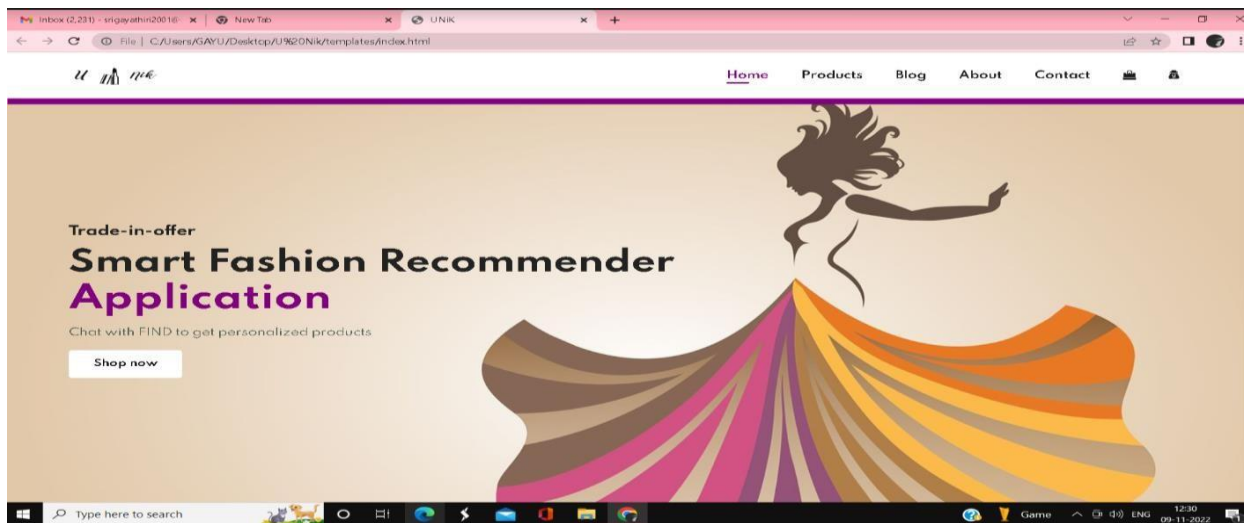 Inbox (2,231) - srigayathiri2001@
New Tab
UNIK
File | C:/Users/GAYU/Desktop/U%20Nik/templates/index.html
U nik
Home Products Blog About Contact
Trade-in-offer
Smart Fashion Recommender
Application
Chat with FIND to get personalized products
Shop now
Type here to search
Game
ENG
12:30
09-11-2022